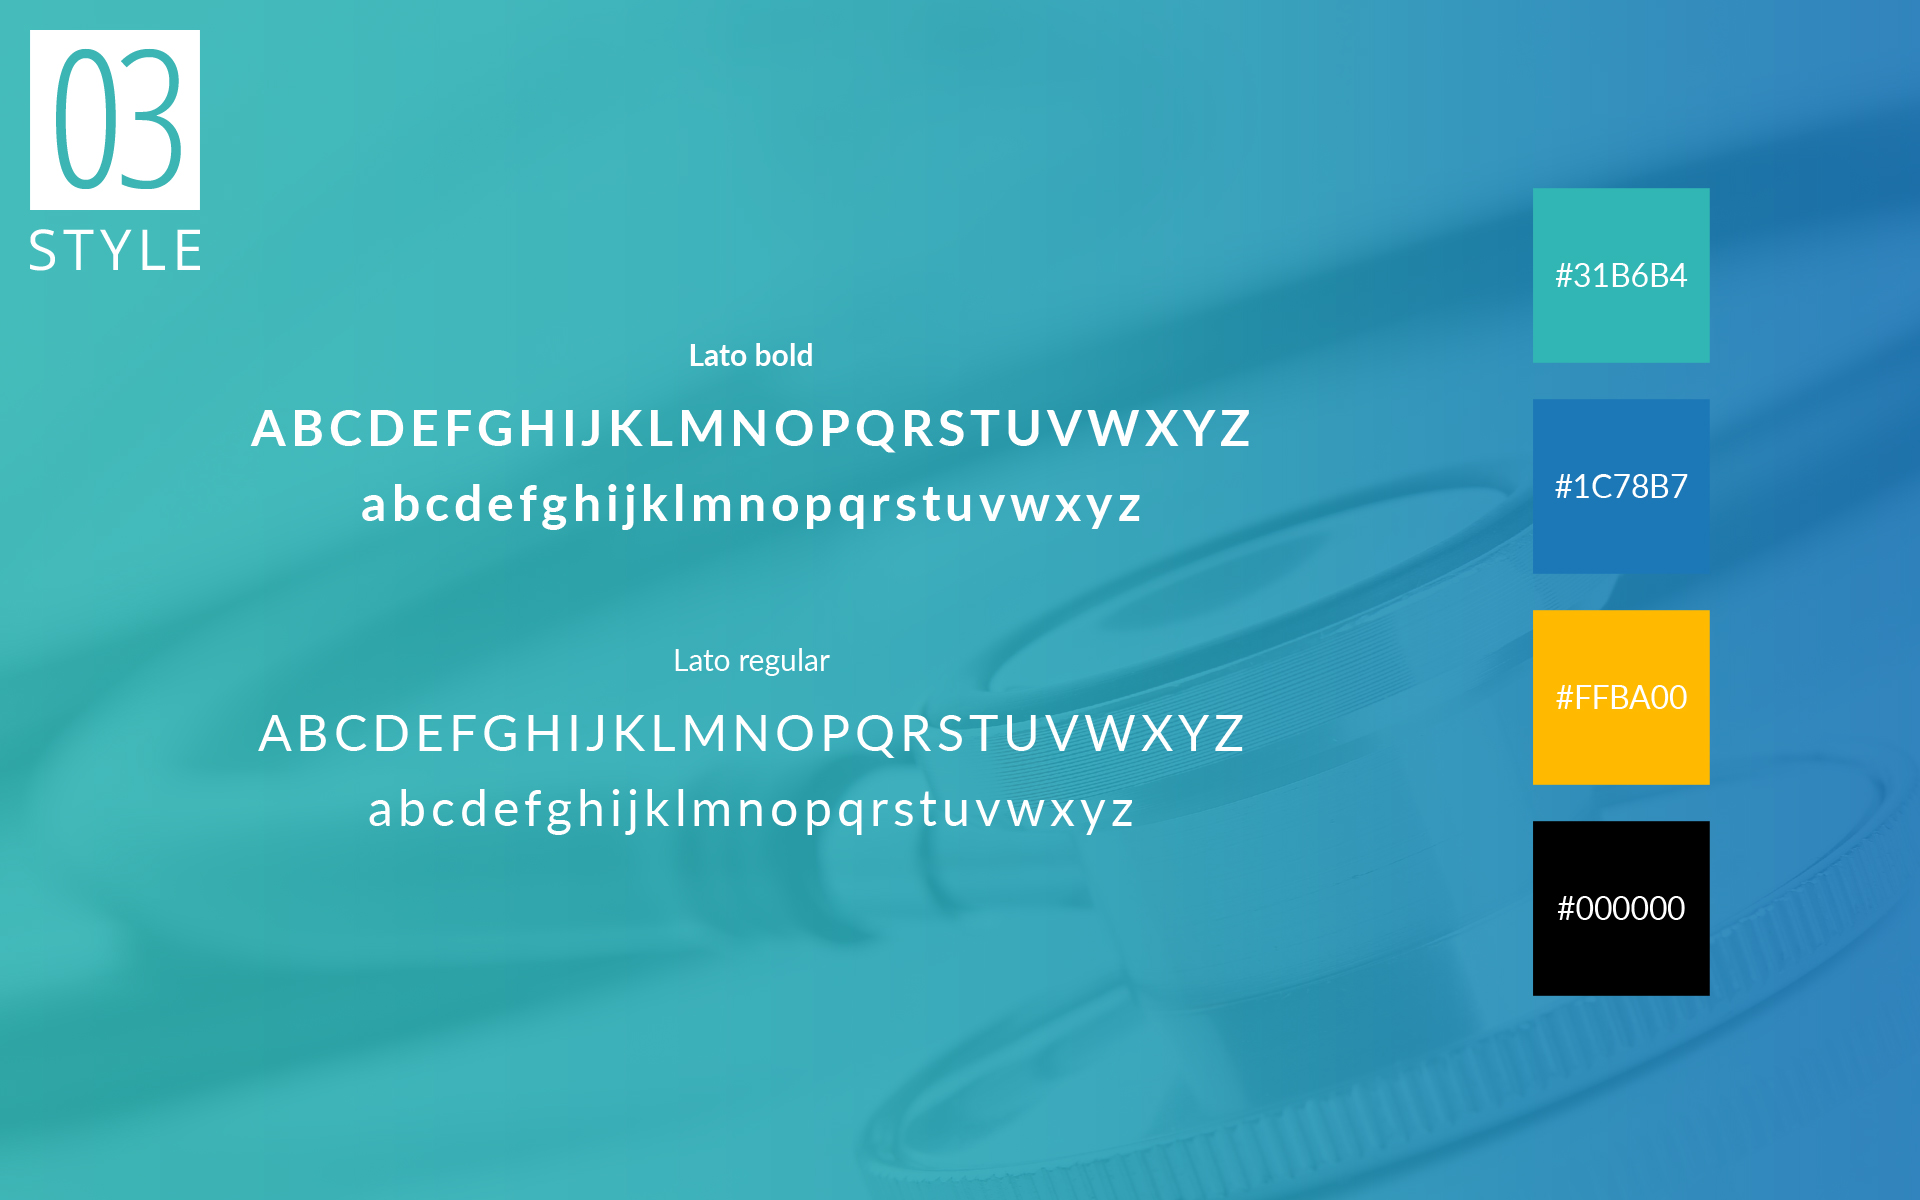 03
STYLE
Lato bold
ABCDEFGHIJKLMNOPQRSTUVWXYZ
abcdefghijklmnopqrstuvwxyz
Lato regular
ABCDEFGHIJKLMNOPQRSTUVWXYZ
abcdefghijklmnopqrstuvwxyz
#31B6B4
#1C78B7
#FFBA00
#000000